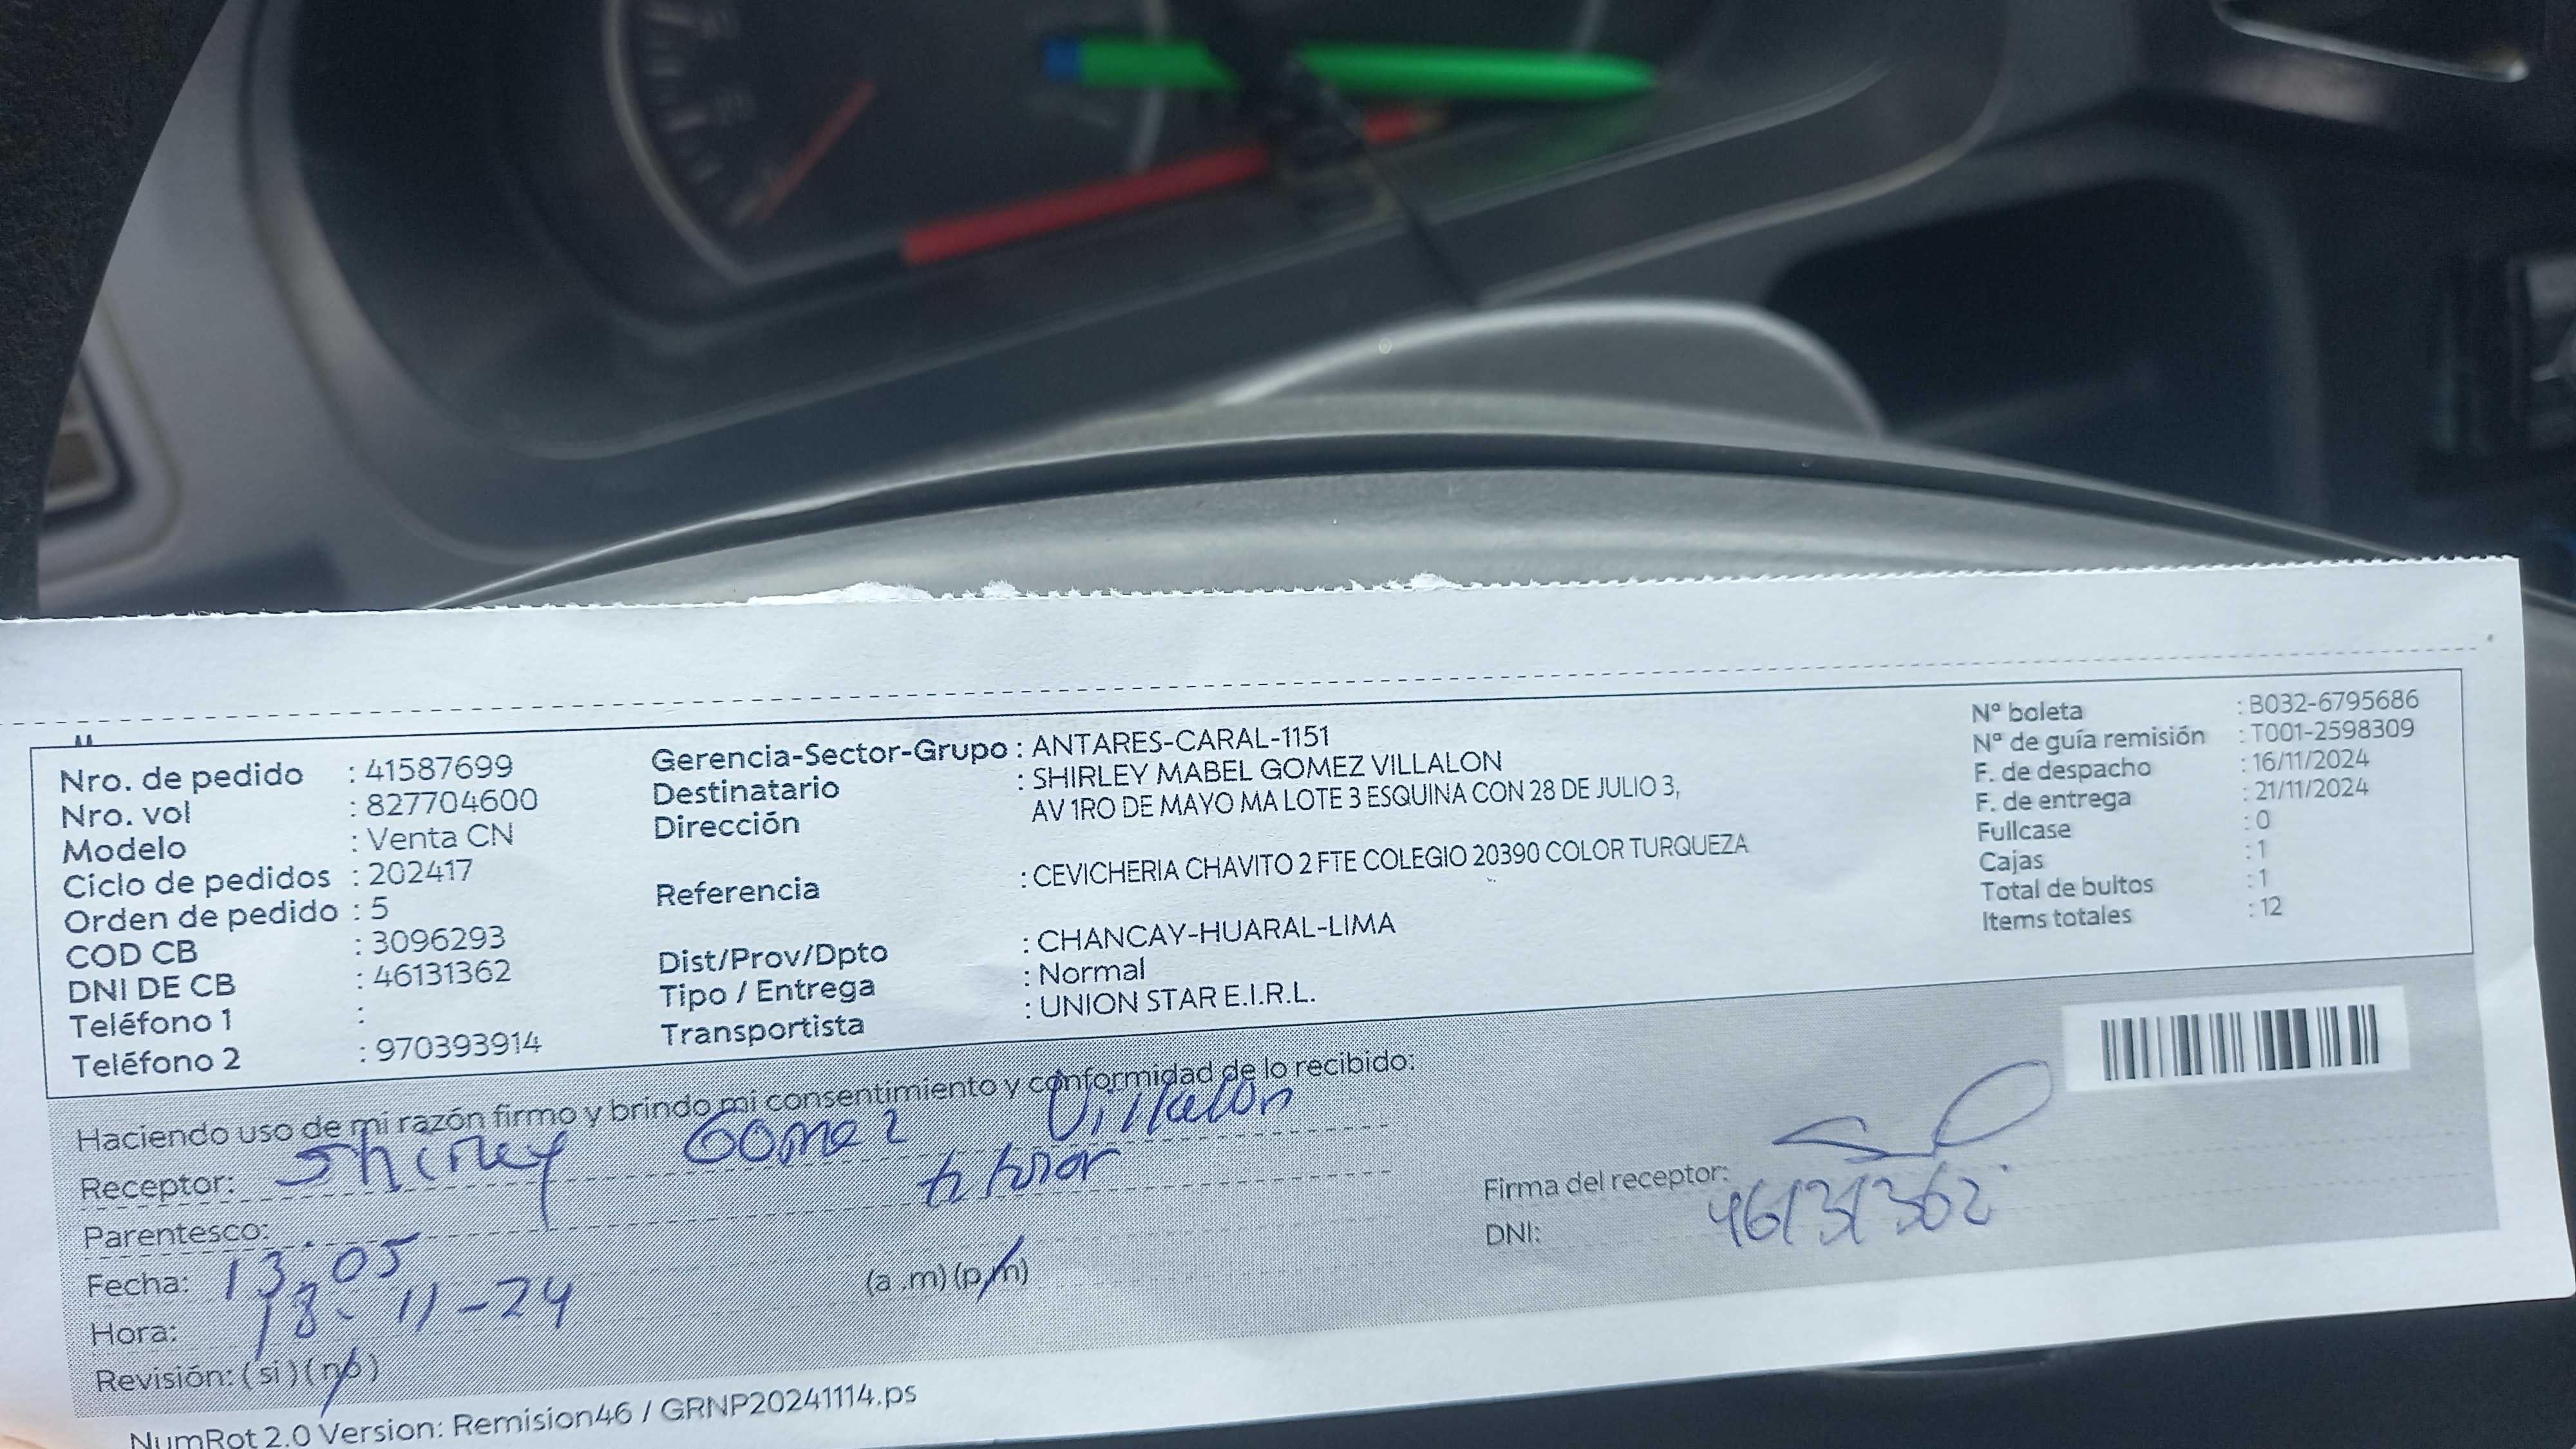 Nro. de pedido : 41587699
Nro. vol : 827704600
Modelo : Venta CN
Ciclo de pedidos : 202417
Orden de pedido : 5
COD CB : 3096293
DNI DE CB : 46131362
Teléfono 1 :
Teléfono 2 : 970393914
Gerencia-Sector-Grupo : ANTARES-CARAL-1151
Destinatario : SHIRLEY MABEL GOMEZ VILLALON
Dirección AV 1RO DE MAYO MA LOTE 3 ESQUINA CON 28 DE JULIO 3,
Referencia : CEVICHERIA CHAVITO 2 FTE COLEGIO 20390 COLOR TURQUEZA
Dist/Prov/Dpto : CHANCAY-HUARAL-LIMA
Tipo / Entrega : Normal
Transportista : UNION STAR E.I.R.L.
Nº boleta : B032-6795686
Nº de guía remisión : T001-2598309
F. de despacho : 16/11/2024
F. de entrega : 21/11/2024
Fullcase : 0
Cajas : 1
Total de bultos : 1
Items totales : 12
Haciendo uso de mi razón firmo y brindo mi consentimiento y conformidad de lo recibido:
Receptor: Shirley Gomez Villalon
Parentesco: titular
Fecha: 13:05
Hora: 18-11-24 (a .m) (p.m)
Revisión: ( si ) ( no )
Firma del receptor:
DNI: 46131362
NumRot 2.0 Version: Remision46 / GRNP20241114.ps